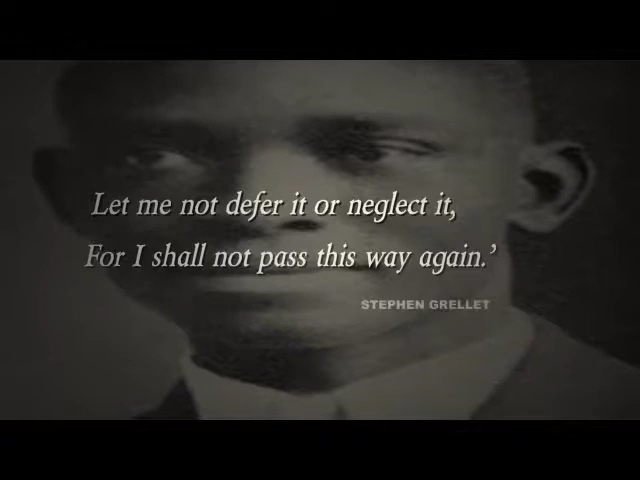 Let me not defer it or neglect it,
For I shall not pass this way again.’
STEPHEN GRELLET